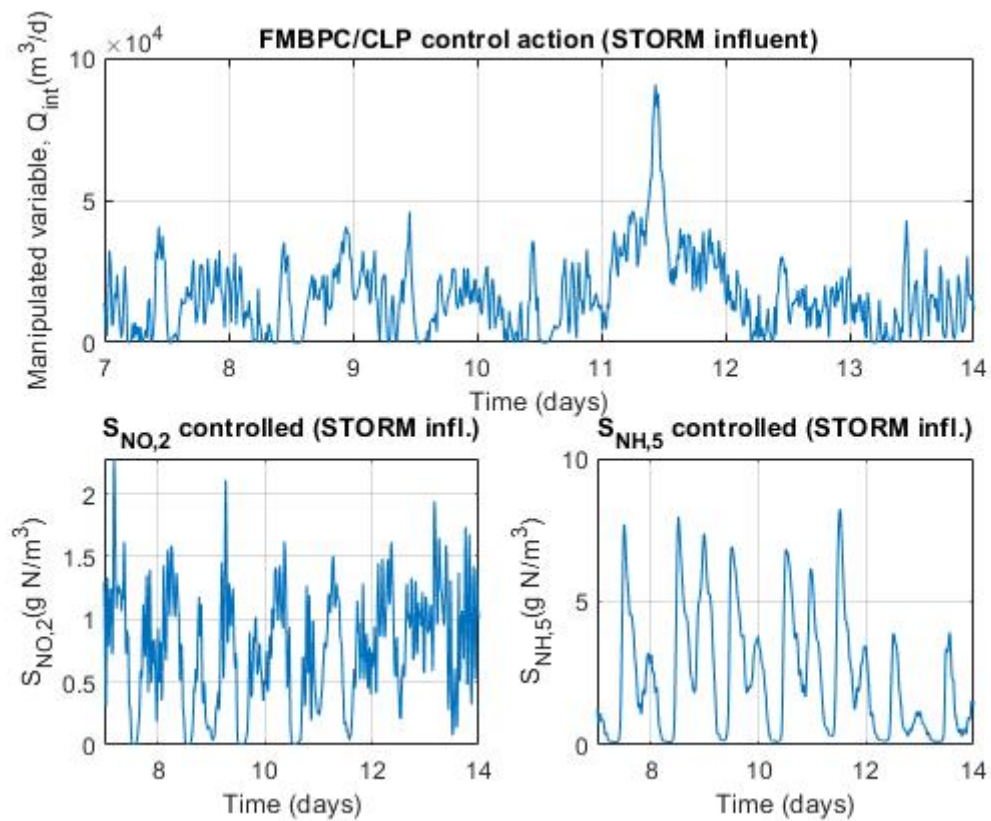 FMBPC/CLP control action (STORM influent)
×10⁴
Manipulated variable, Q_int(m³/d)
10
5
0
7 8 9 10 11 12 13 14
Time (days)
S_NO,2 controlled (STORM infl.)
S_NO,2(g N/m³)
2
1.5
1
0.5
0
8 10 12 14
Time (days)
S_NH,5 controlled (STORM infl.)
S_NH,5(g N/m³)
10
5
0
8 10 12 14
Time (days)